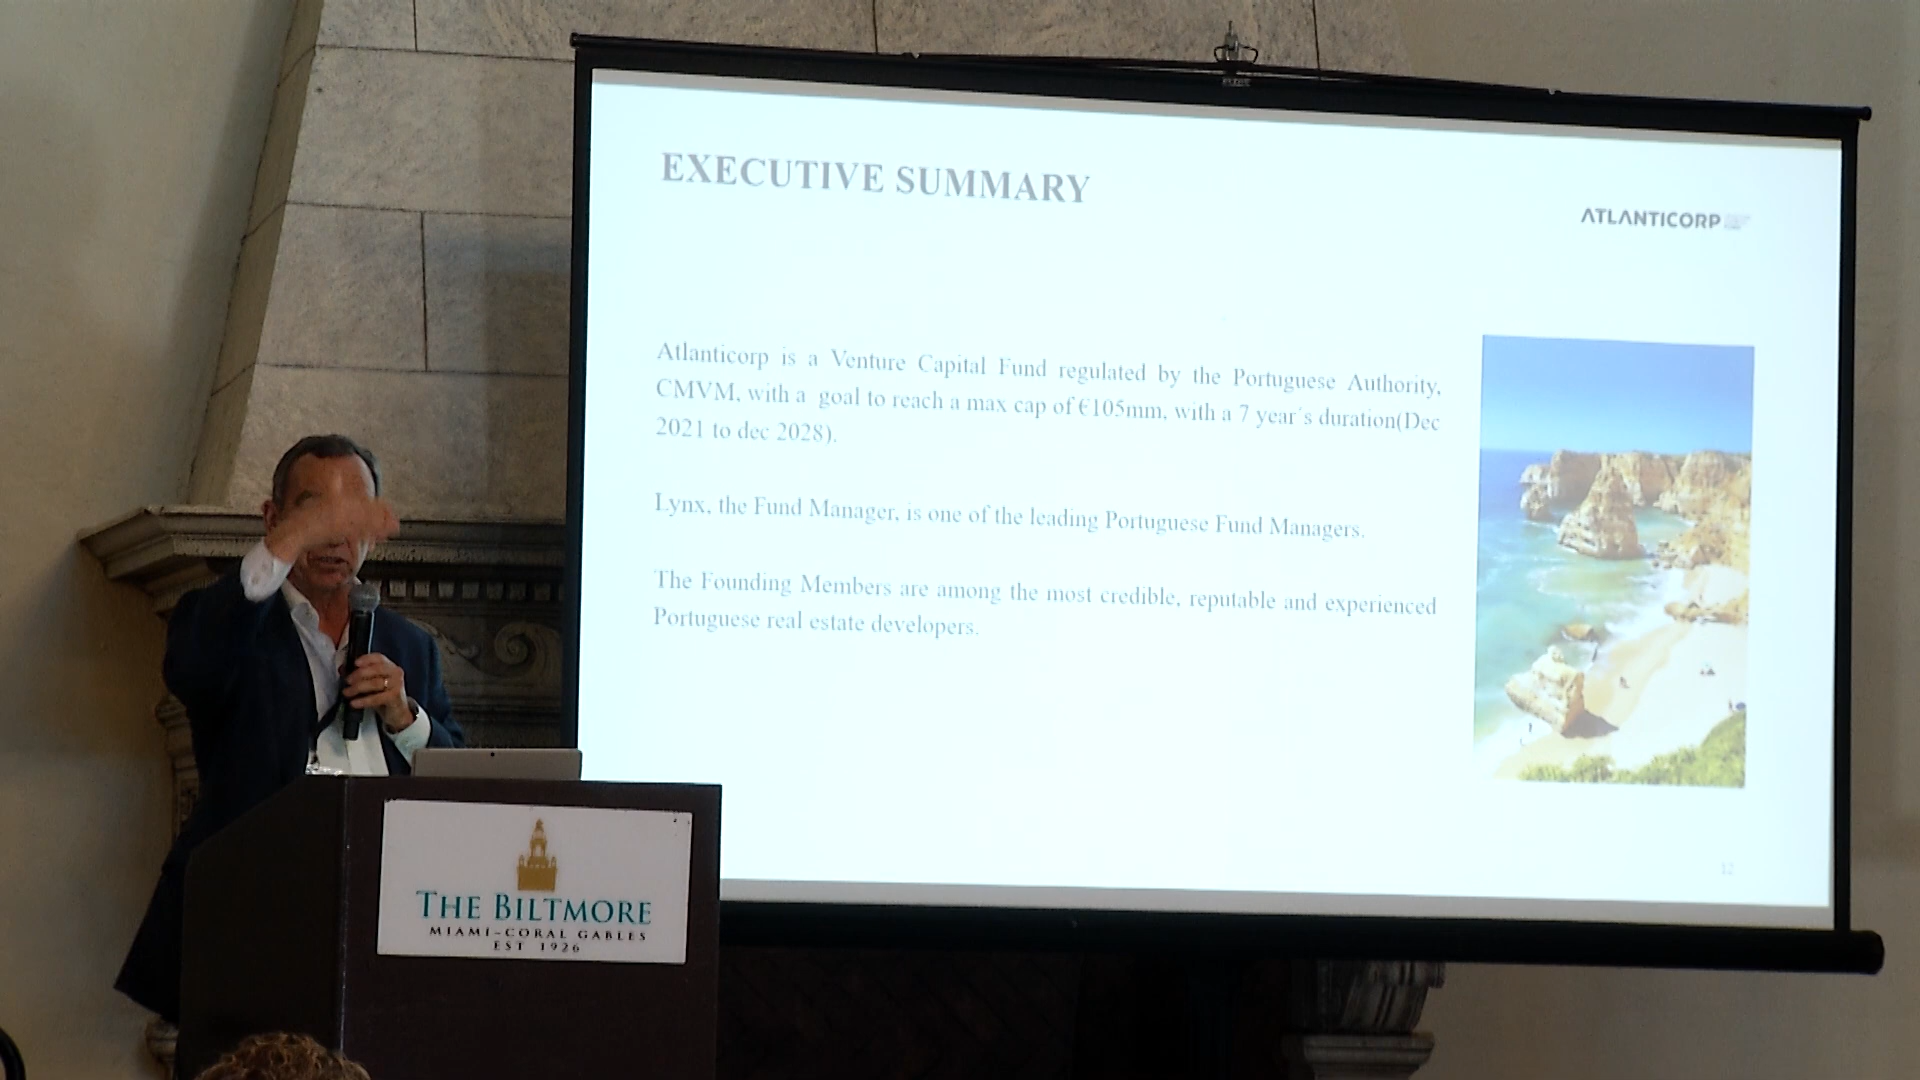 EXECUTIVE SUMMARY
ATLANTICORP
Atlanticorp is a Venture Capital Fund regulated by the Portuguese Authority,
CMVM, with a goal to reach a max cap of €105mm, with a 7 year´s duration(Dec
2021 to dec 2028).
Lynx, the Fund Manager, is one of the leading Portuguese Fund Managers.
The Founding Members are among the most credible, reputable and experienced
Portuguese real estate developers.
12
THE BILTMORE
MIAMI-CORAL GABLES
EST 1926